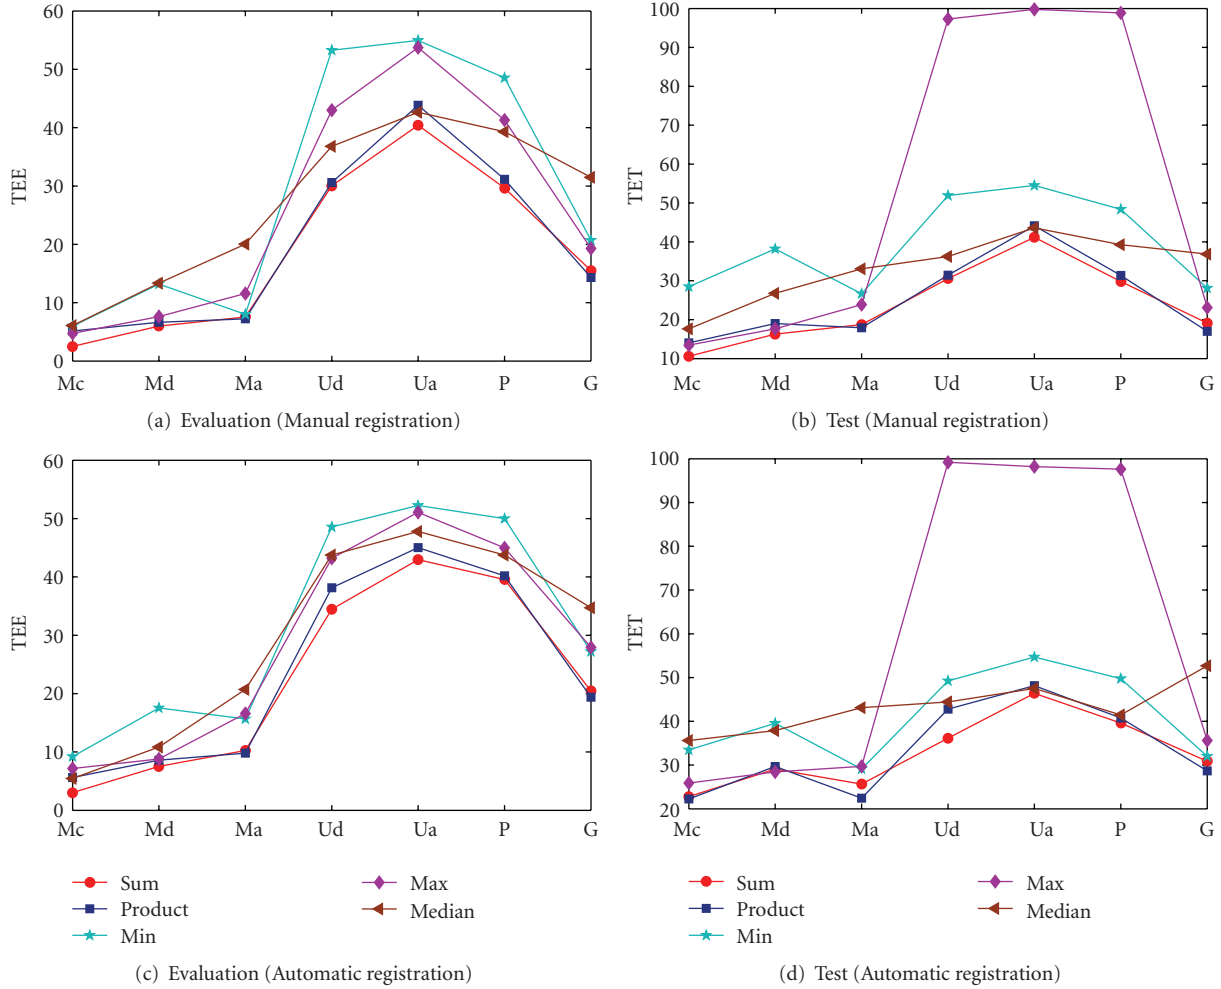 60
50
40
30
20
10
0
TEE
Mc Md Ma Ud Ua P G
(a) Evaluation (Manual registration)
100
90
80
70
60
50
40
30
20
10
TET
Mc Md Ma Ud Ua P G
(b) Test (Manual registration)
60
50
40
30
20
10
0
TEE
Mc Md Ma Ud Ua P G
Sum
Product
Min
Max
Median
(c) Evaluation (Automatic registration)
100
90
80
70
60
50
40
30
20
TET
Mc Md Ma Ud Ua P G
Sum
Product
Min
Max
Median
(d) Test (Automatic registration)